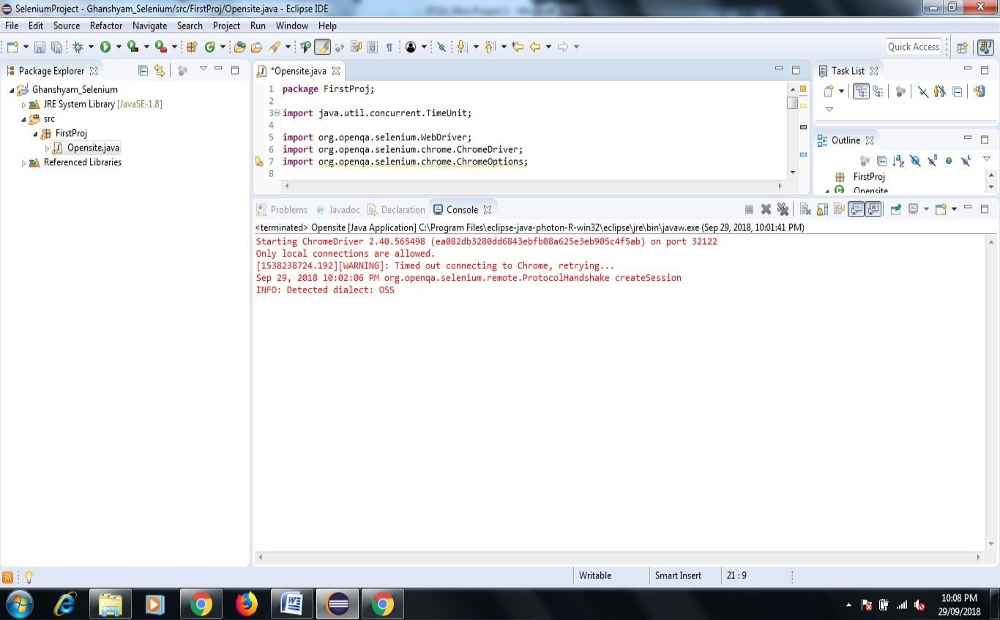 SeleniumProject - Ghanshyam_Selenium/src/FirstProj/Opensite.java - Eclipse IDE
File Edit Source Refactor Navigate Search Project Run Window Help
Quick Access
Package Explorer
Ghanshyam_Selenium
JRE System Library [JavaSE-1.8]
src
FirstProj
Opensite.java
Referenced Libraries
*Opensite.java
1 package FirstProj;
2
3 import java.util.concurrent.TimeUnit;
4
5 import org.openqa.selenium.WebDriver;
6 import org.openqa.selenium.chrome.ChromeDriver;
7 import org.openqa.selenium.chrome.ChromeOptions;
8
Task List
Outline
FirstProj
Opensite
Problems @ Javadoc Declaration Console
<terminated> Opensite [Java Application] C:\Program Files\eclipse-java-photon-R-win32\eclipse\jre\bin\javaw.exe (Sep 29, 2018, 10:01:41 PM)
Starting ChromeDriver 2.40.565498 (ea082db3280dd6843ebfb08a625e3eb905c4f5ab) on port 32122
Only local connections are allowed.
[1538238724.192][WARNING]: Timed out connecting to Chrome, retrying...
Sep 29, 2018 10:02:06 PM org.openqa.selenium.remote.ProtocolHandshake createSession
INFO: Detected dialect: OSS
Writable Smart Insert 21 : 9
10:08 PM
29/09/2018